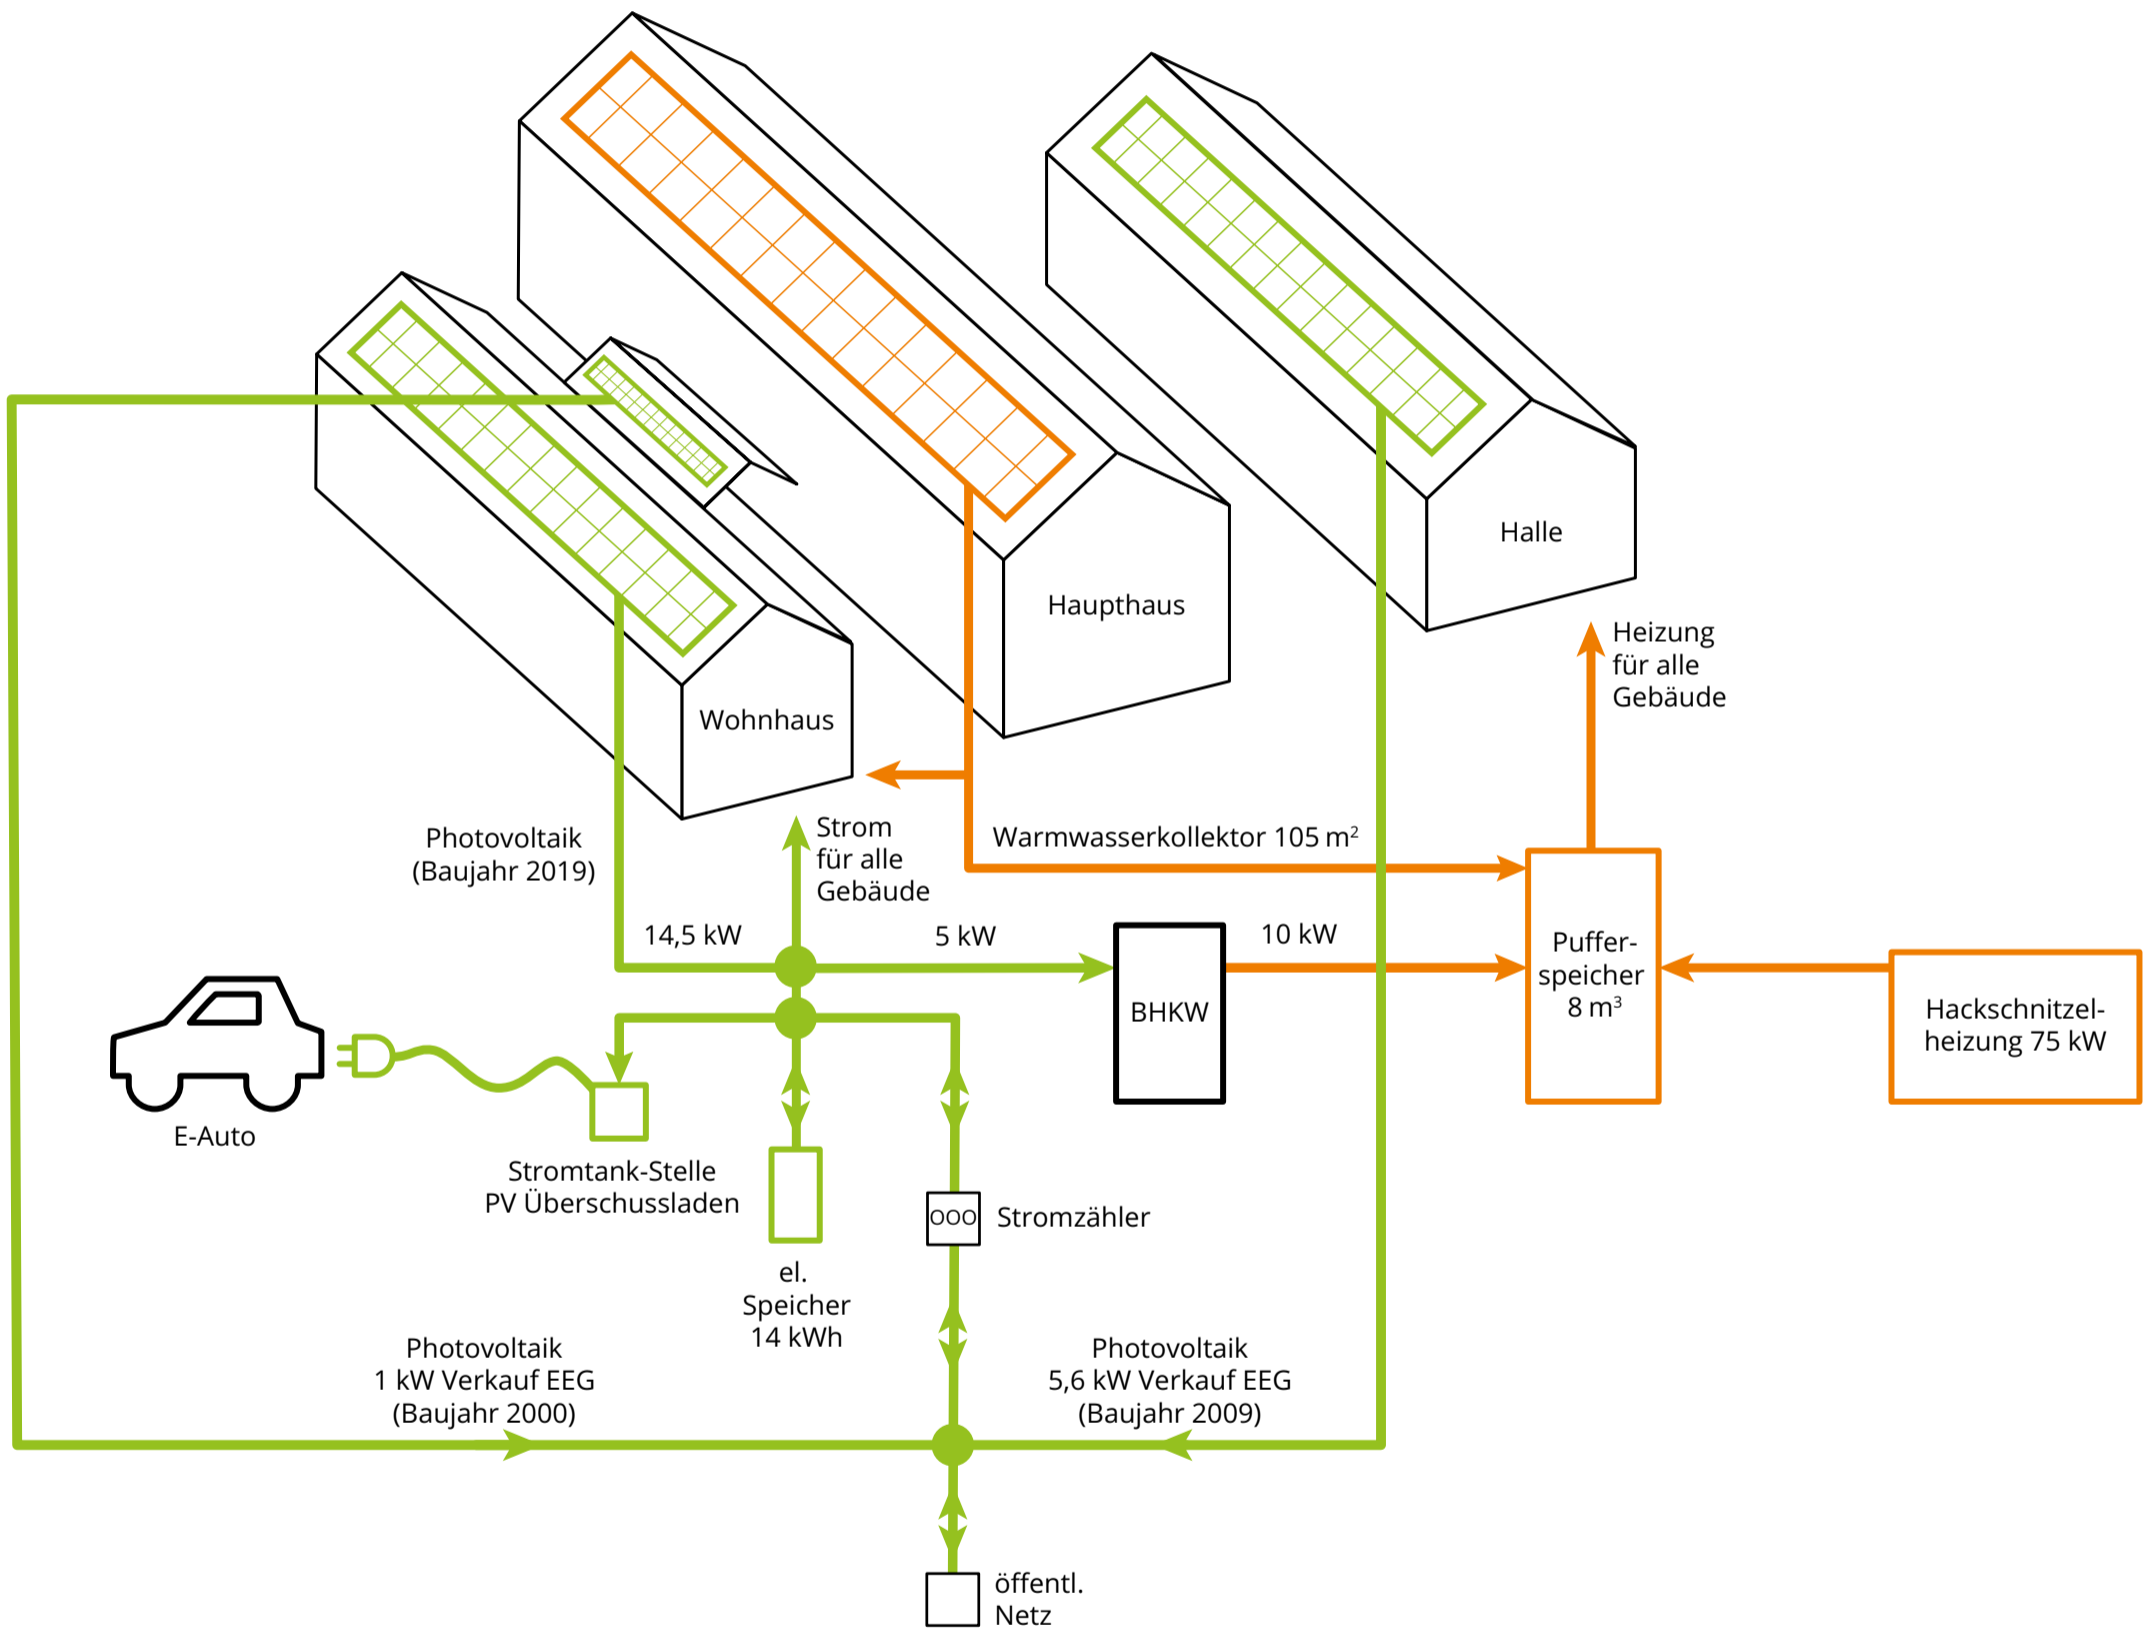 Halle
Haupthaus
Heizung
für alle
Gebäude
Wohnhaus
Photovoltaik
(Baujahr 2019)
Strom
für alle
Gebäude
Warmwasserkollektor 105 m²
14,5 kW
5 kW
10 kW
BHKW
Puffer-
speicher
8 m³
Hackschnitzel-
heizung 75 kW
E-Auto
Stromtank-Stelle
PV Überschussladen
OOO
Stromzähler
el.
Speicher
14 kWh
Photovoltaik
1 kW Verkauf EEG
(Baujahr 2000)
Photovoltaik
5,6 kW Verkauf EEG
(Baujahr 2009)
öffentl.
Netz